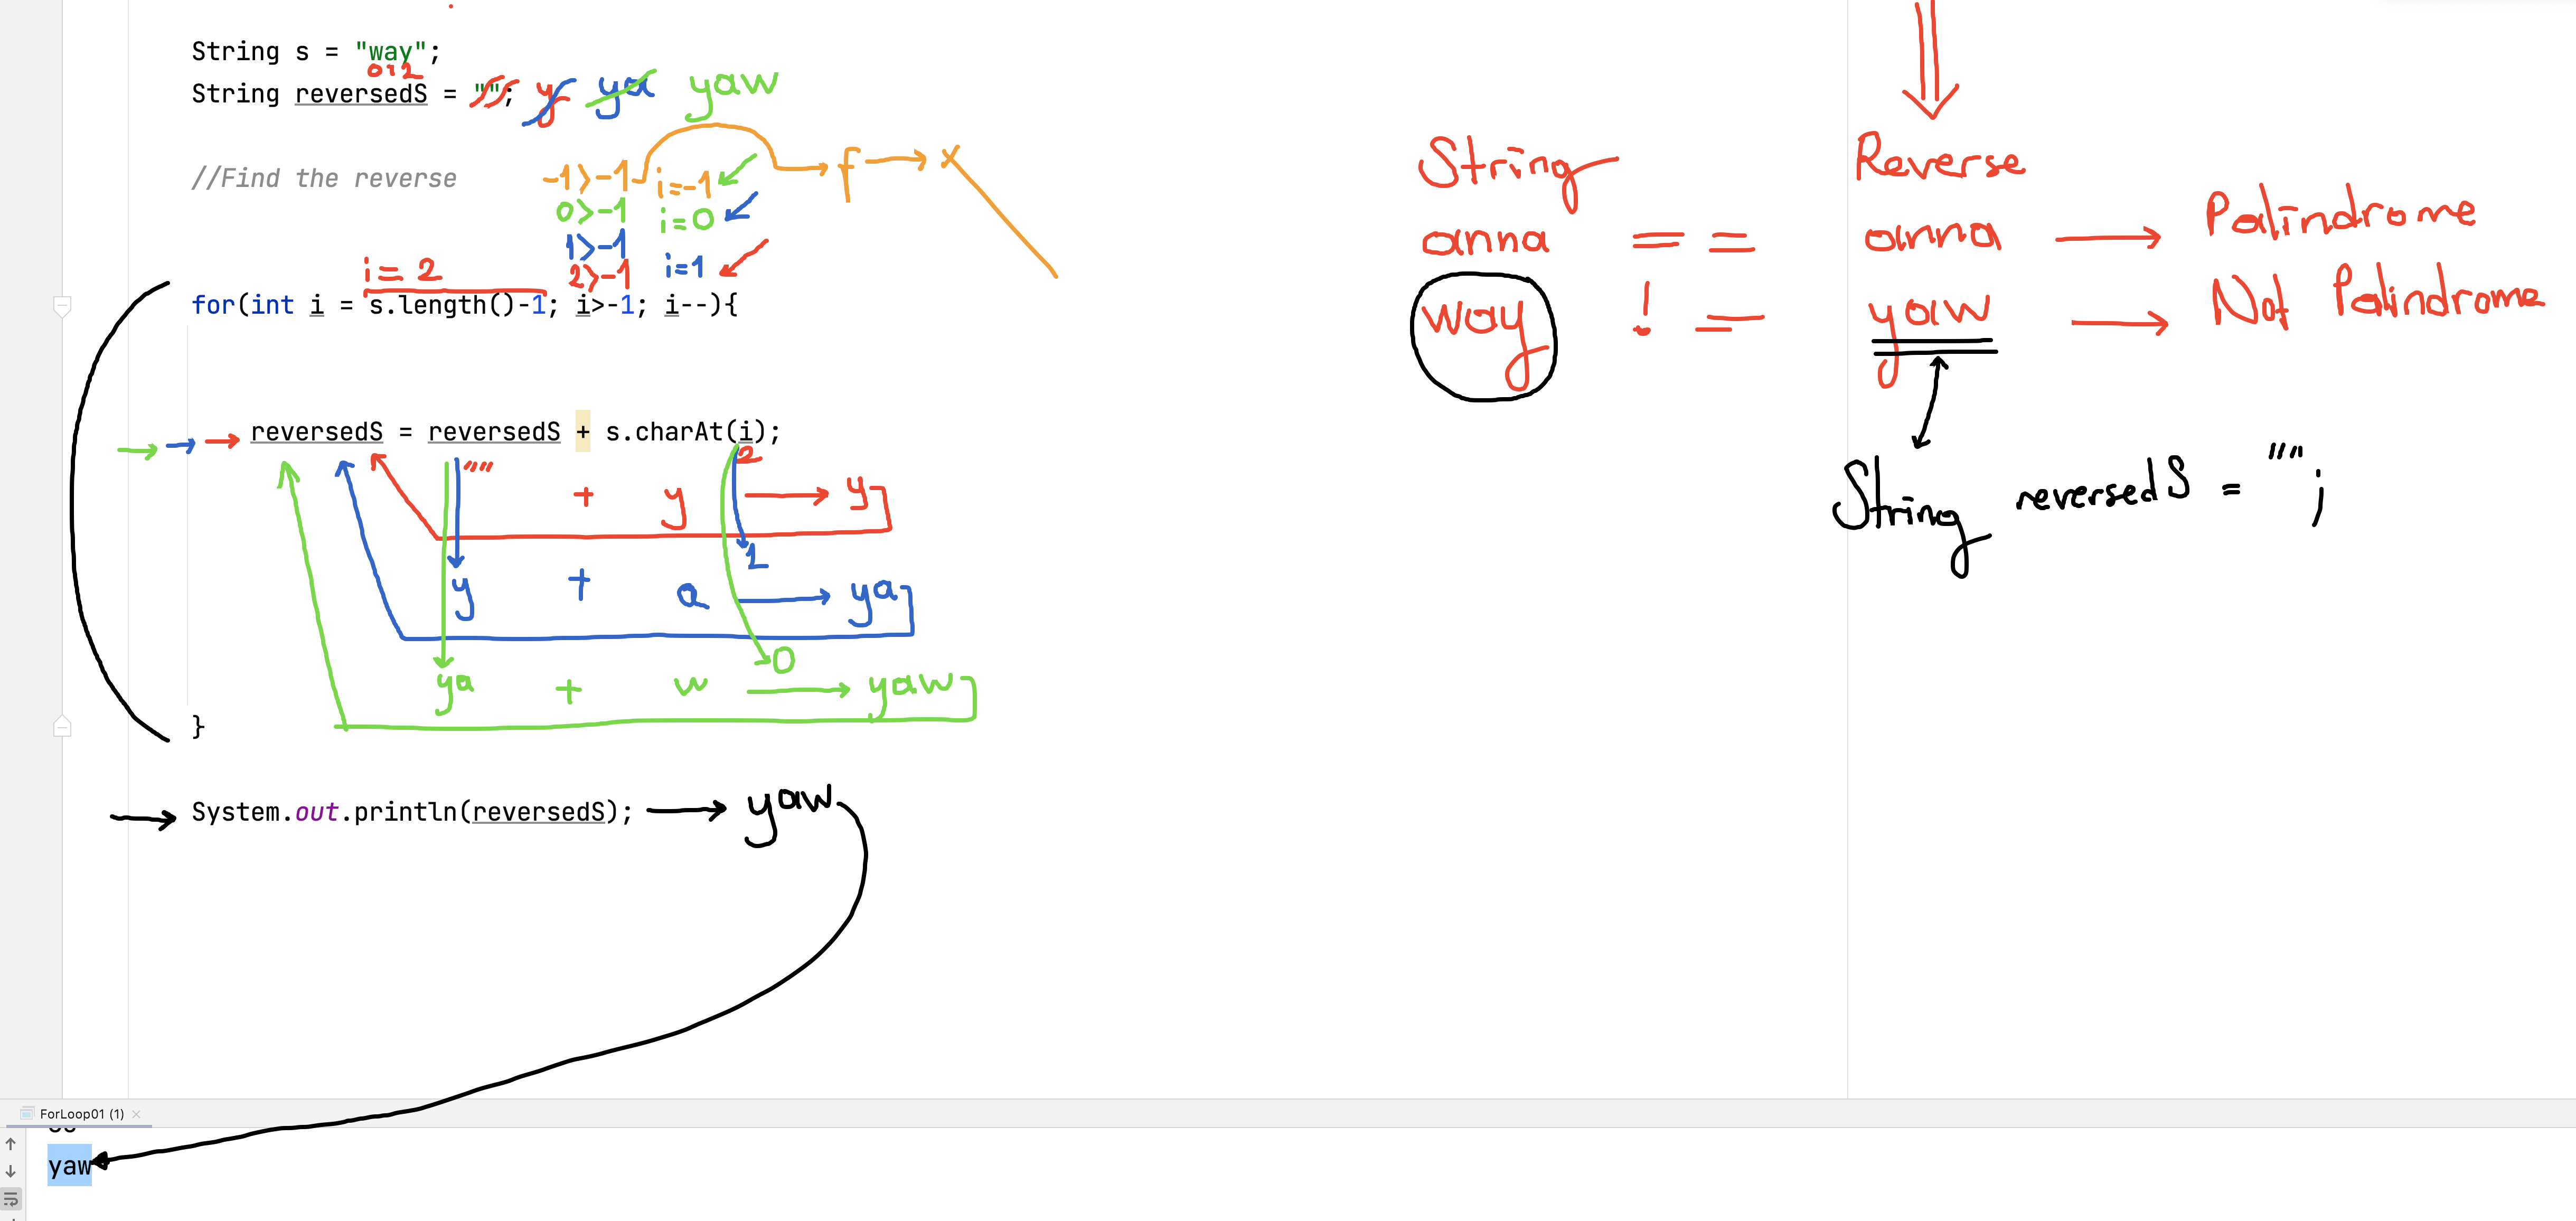 String s = "way";
012
String reversedS = ""; y ya yaw
//Find the reverse
-1>-1 i=-1 f x
0>-1 i=0
1>-1 i=1
i=2 2>-1
for(int i = s.length()-1; i>-1; i--){
reversedS = reversedS + s.charAt(i);
"" + y 2 y
y + a 1 ya
ya + w 0 yaw
}
System.out.println(reversedS); yaw
String Reverse
anna == anna Palindrome
way != yaw Not Palindrome
String reversedS = "";
ForLoop01 (1)
yaw